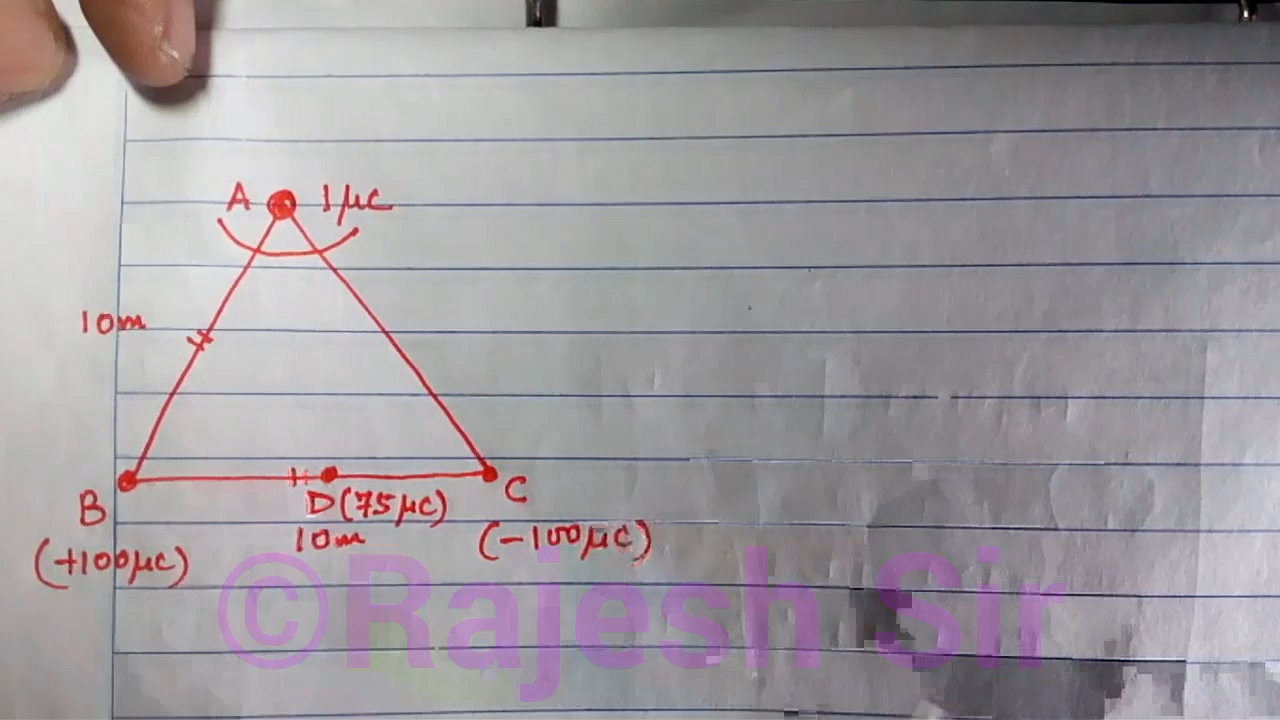 A 1μc
10m
B D(75μc) C
10m
(+100μc) (-100μc)
©Rajesh Sir